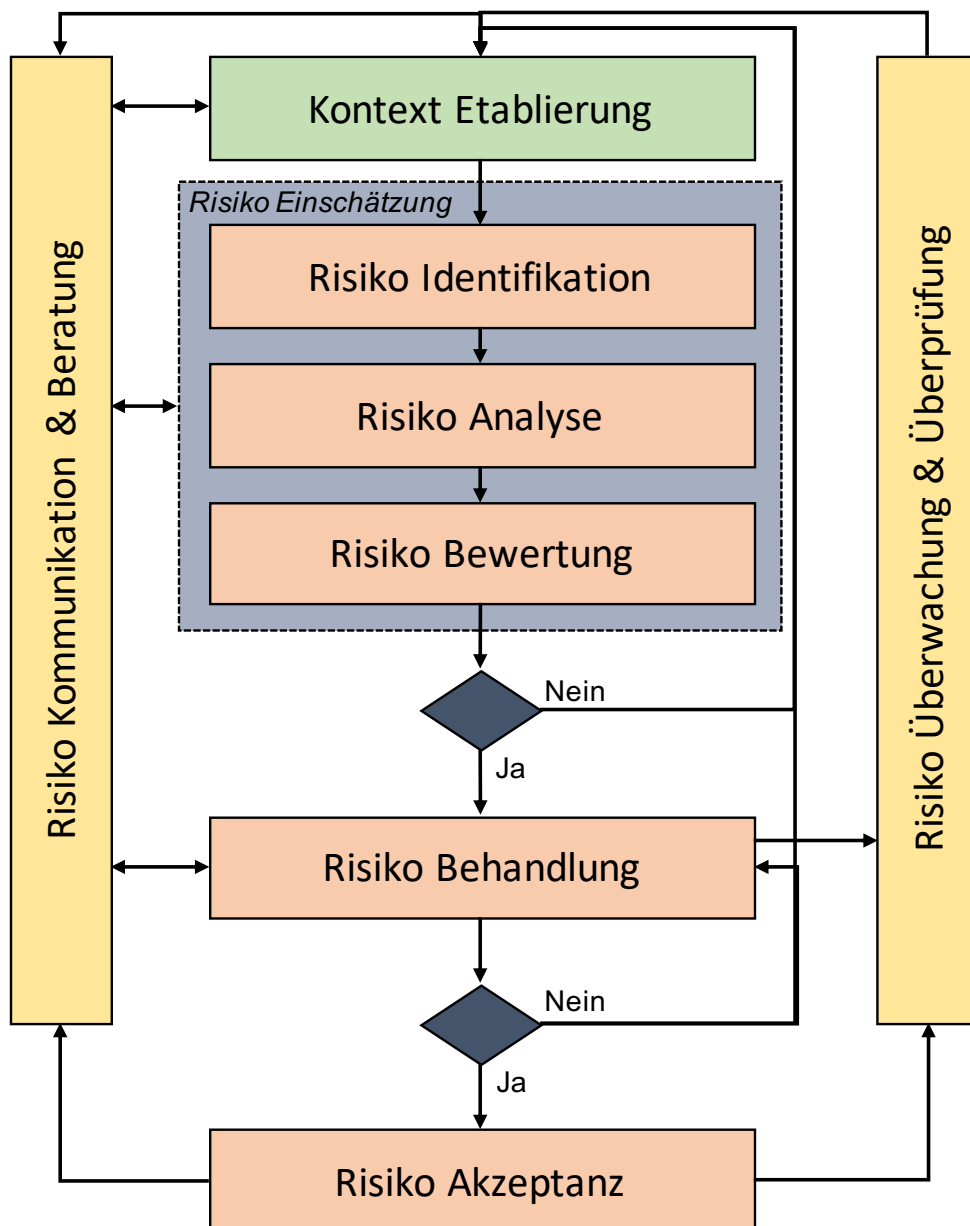 Kontext Etablierung
Risiko Einschätzung
Risiko Identifikation
Risiko Analyse
Risiko Bewertung
Nein
Ja
Risiko Behandlung
Nein
Ja
Risiko Akzeptanz
Risiko Kommunikation & Beratung
Risiko Überwachung & Überprüfung